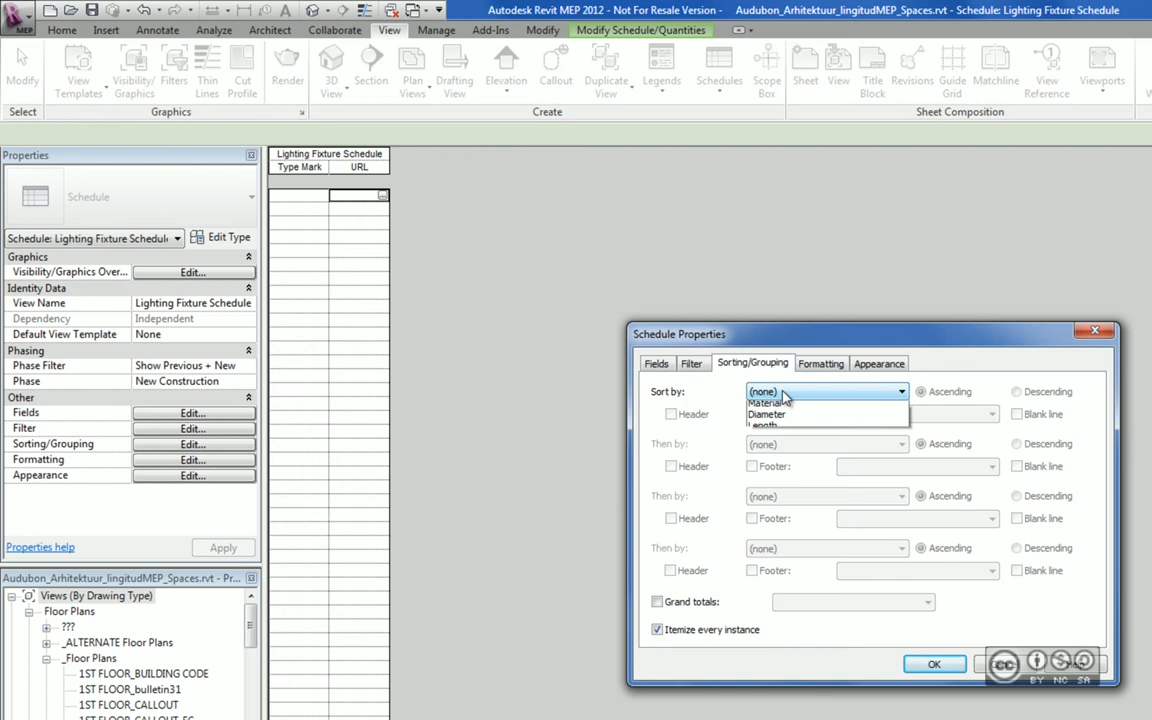 Autodesk Revit MEP 2012 - Not For Resale Version - Audubon_Arhitektuur_lingitudMEP_Spaces.rvt - Schedule: Lighting Fixture Schedule
MEP
Home Insert Annotate Analyze Architect Collaborate View Manage Add-Ins Modify Modify Schedule/Quantities
Modify View Templates Visibility/ Graphics Filters Thin Lines Cut Profile Render 3D View Section Plan Views Drafting View Elevation Callout Duplicate View Legends Schedules Scope Box Sheet View Title Block Revisions Guide Grid Matchline View Reference Viewports
Select Graphics Create Sheet Composition
Properties
Schedule
Schedule: Lighting Fixture Schedul Edit Type
Graphics
Visibility/Graphics Over... Edit...
Identity Data
View Name Lighting Fixture Schedule
Dependency Independent
Default View Template None
Phasing
Phase Filter Show Previous + New
Phase New Construction
Other
Fields Edit...
Filter Edit...
Sorting/Grouping Edit...
Formatting Edit...
Appearance Edit...
Properties help Apply
Audubon_Arhitektuur_lingitudMEP_Spaces.rvt - Pr...
Views (By Drawing Type)
Floor Plans
???
_ALTERNATE Floor Plans
_Floor Plans
1ST FLOOR_BUILDING CODE
1ST FLOOR_bulletin31
1ST FLOOR_CALLOUT
1ST FLOOR_CALLOUT_FC
Lighting Fixture Schedule
Type Mark URL
Schedule Properties
Fields Filter Sorting/Grouping Formatting Appearance
Sort by: (none) Ascending Descending
Material
Header Diameter Blank line
Length
Then by: (none) Ascending Descending
Header Footer: Blank line
Then by: (none) Ascending Descending
Header Footer: Blank line
Then by: (none) Ascending Descending
Header Footer: Blank line
Grand totals:
Itemize every instance
OK Help
BY NC SA